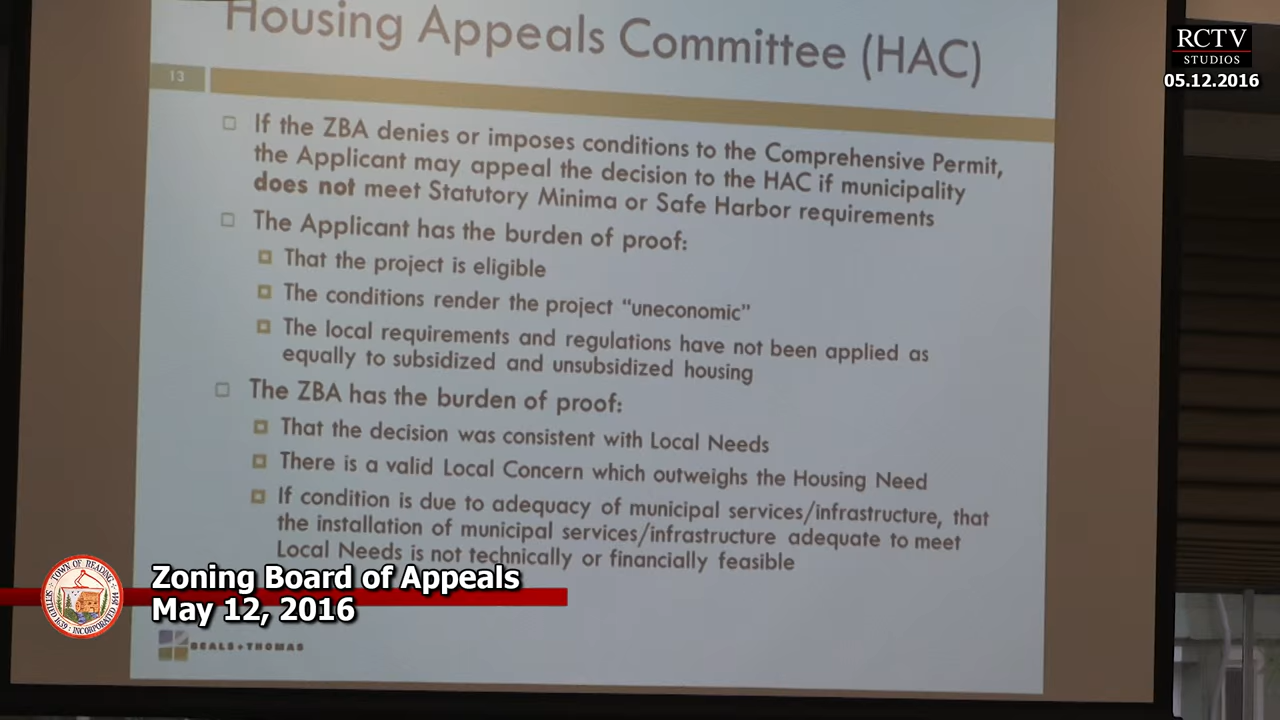 Housing Appeals Committee (HAC)
13
If the ZBA denies or imposes conditions to the Comprehensive Permit,
the Applicant may appeal the decision to the HAC if municipality
does not meet Statutory Minima or Safe Harbor requirements
The Applicant has the burden of proof:
That the project is eligible
The conditions render the project “uneconomic”
The local requirements and regulations have not been applied as
equally to subsidized and unsubsidized housing
The ZBA has the burden of proof:
That the decision was consistent with Local Needs
There is a valid Local Concern which outweighs the Housing Need
If condition is due to adequacy of municipal services/infrastructure, that
the installation of municipal services/infrastructure adequate to meet
Local Needs is not technically or financially feasible
BEALS+THOMAS
RCTV
STUDIOS
05.12.2016
Zoning Board of Appeals
May 12, 2016
TOWN OF READING
SETTLED 1639 INCORPORATED 1644